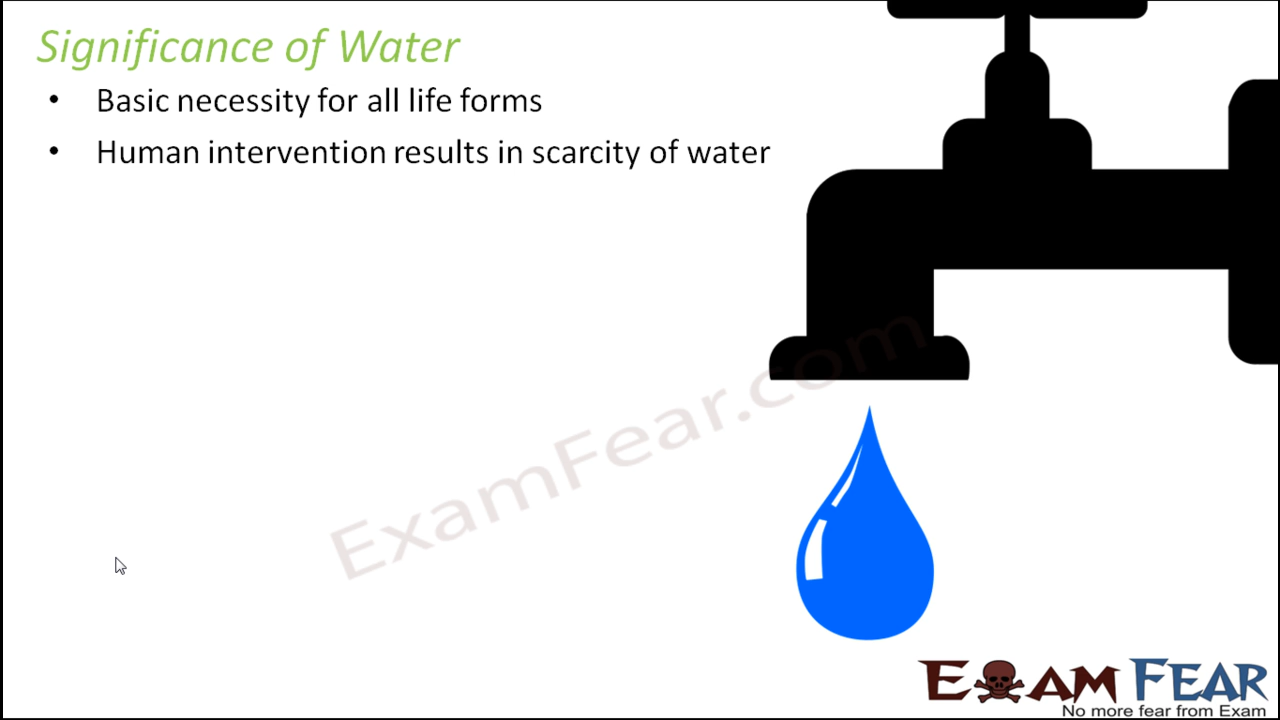 Significance of Water
• Basic necessity for all life forms
• Human intervention results in scarcity of water
ExamFear.com
EXAM FEAR
No more fear from Exam